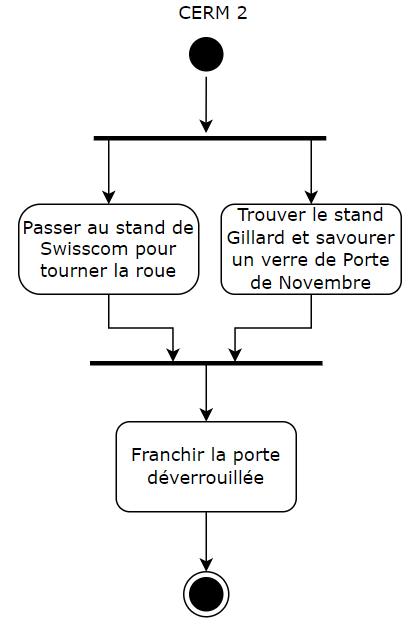 CERM 2
Passer au stand de
Swisscom pour
tourner la roue
Trouver le stand
Gillard et savourer
un verre de Porte
de Novembre
Franchir la porte
déverrouillée